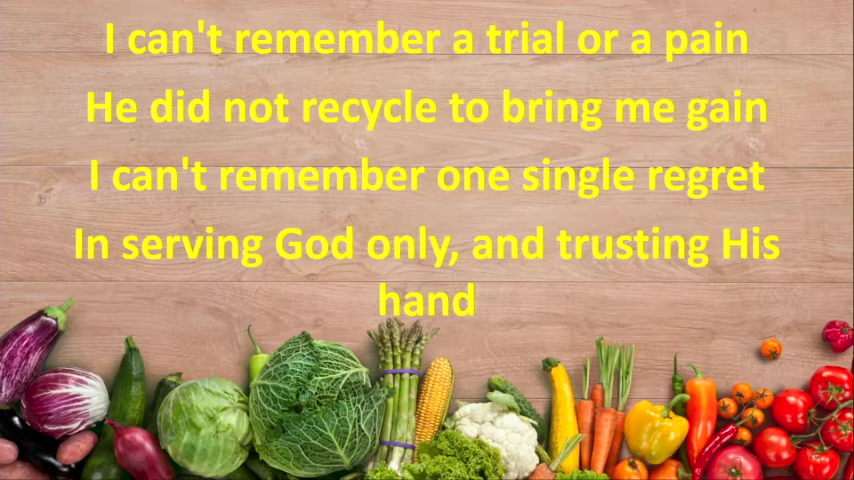 I can't remember a trial or a pain
He did not recycle to bring me gain
I can't remember one single regret
In serving God only, and trusting His
hand